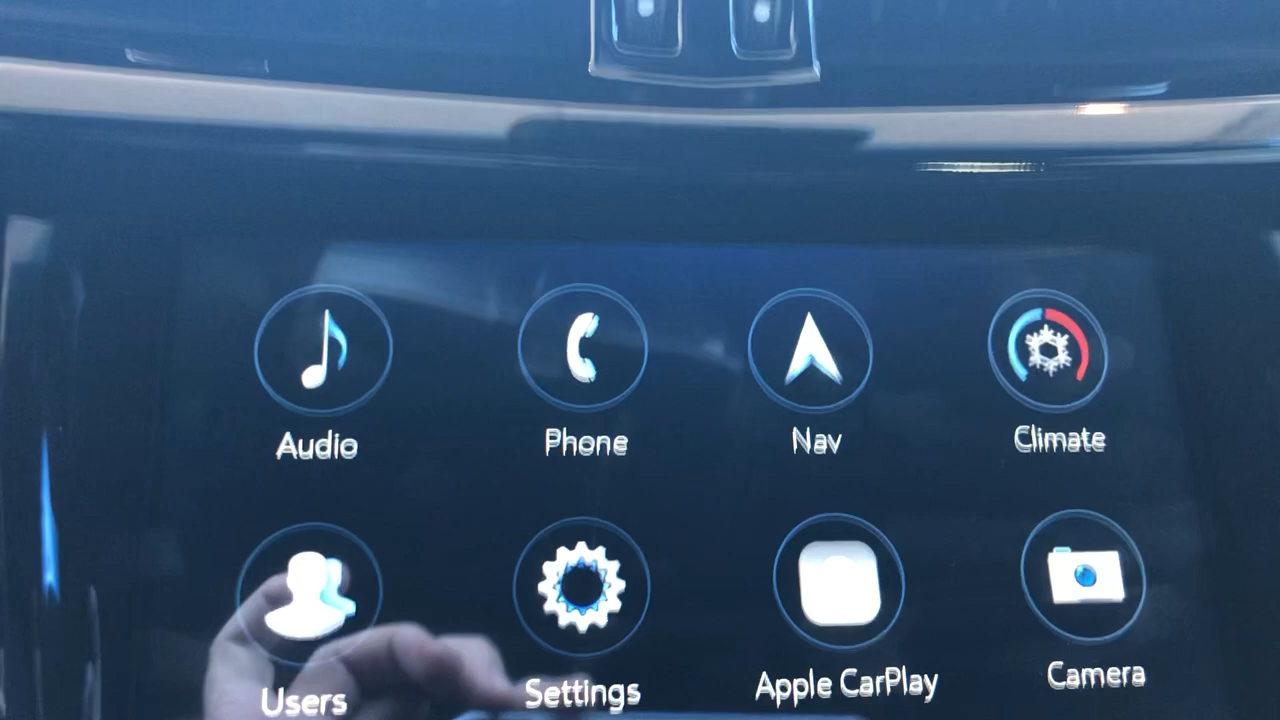 Audio
Phone
Nav
Climate
Users
Settings
Apple CarPlay
Camera